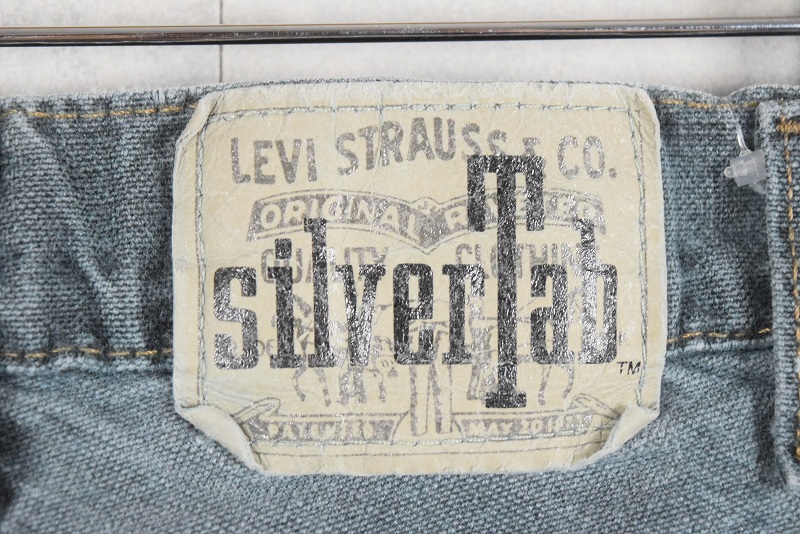 LEVI STRAUSS & CO.
ORIGINAL RIVETED
QUALITY CLOTHING
silverTab
TM
PATENTED MAY 20 1873